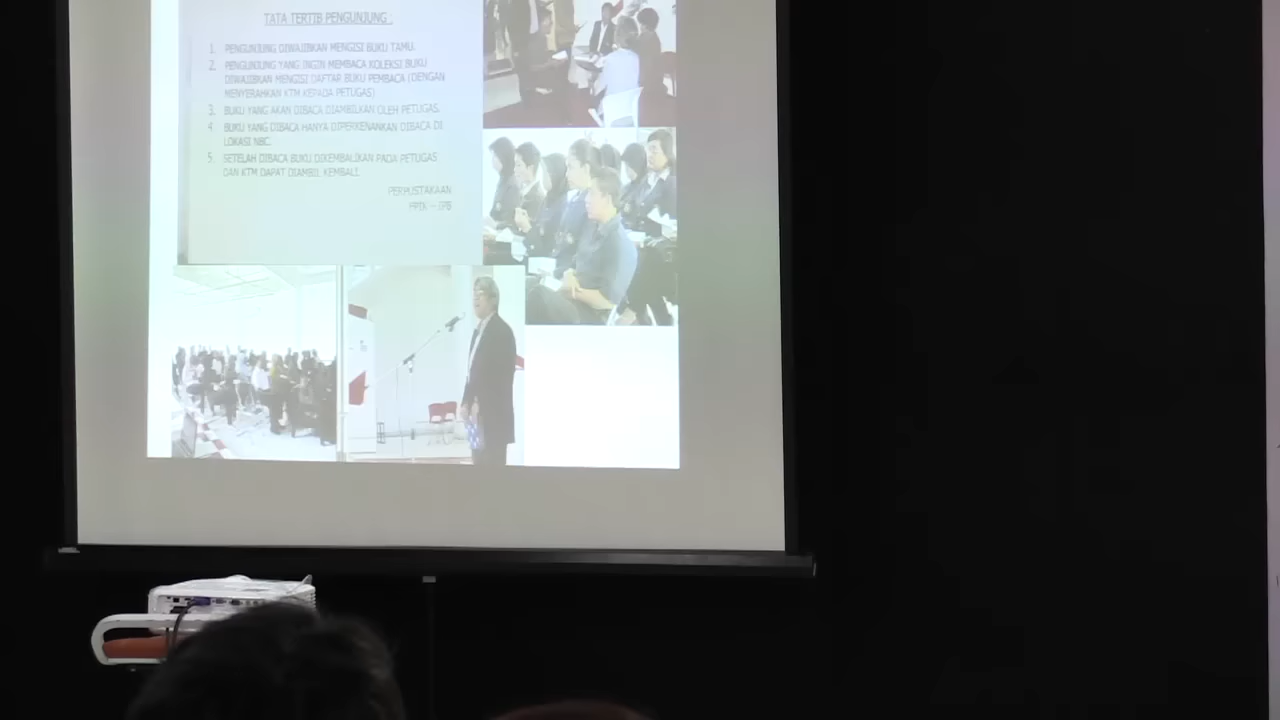 TATA TERTIB PENGUNJUNG :
1. PENGUNJUNG DIWAJIBKAN MENGISI BUKU TAMU.
2. PENGUNJUNG YANG INGIN MEMBACA KOLEKSI BUKU
DIWAJIBKAN MENGISI DAFTAR BUKU PEMBACA (DENGAN
MENYERAHKAN KTM KEPADA PETUGAS)
3. BUKU YANG AKAN DIBACA DIAMBILKAN OLEH PETUGAS.
4. BUKU YANG DIBACA HANYA DIPERKENANKAN DIBACA DI
LOKASI NBC.
5. SETELAH DIBACA BUKU DIKEMBALIKAN PADA PETUGAS
DAN KTM DAPAT DIAMBIL KEMBALI.
PERPUSTAKAAN
FPIK - IPB